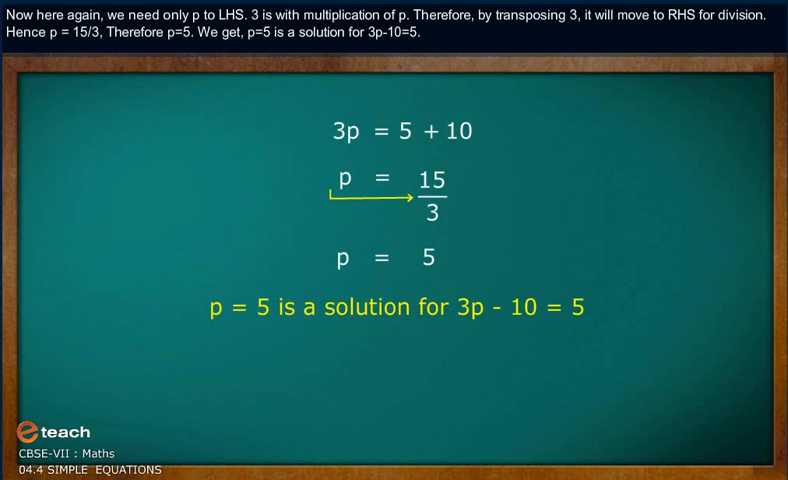 Now here again, we need only p to LHS. 3 is with multiplication of p. Therefore, by transposing 3, it will move to RHS for division.
Hence p = 15/3, Therefore p=5. We get, p=5 is a solution for 3p-10=5.
3p = 5 + 10
p = 15
3
p = 5
p = 5 is a solution for 3p - 10 = 5
e teach
CBSE-VII : Maths
04.4 SIMPLE EQUATIONS